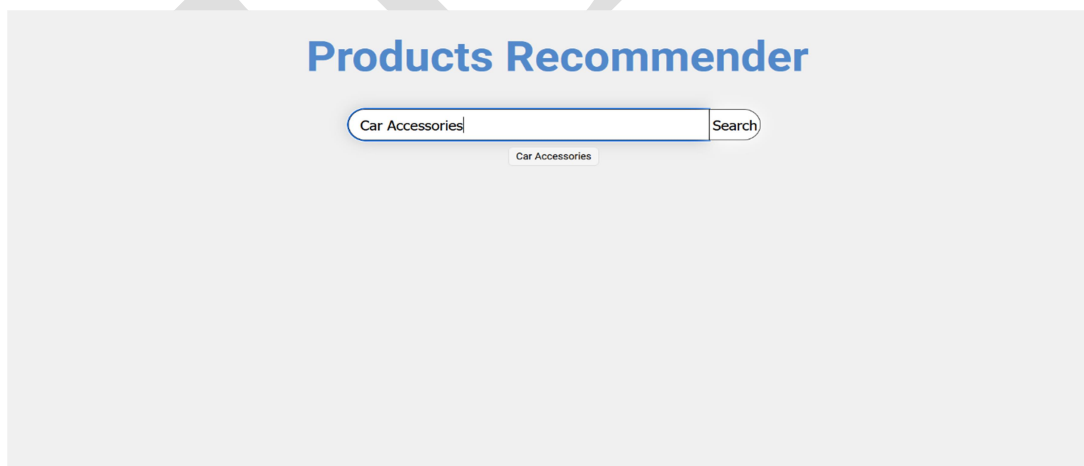 Products Recommender
Car Accessories Search
Car Accessories